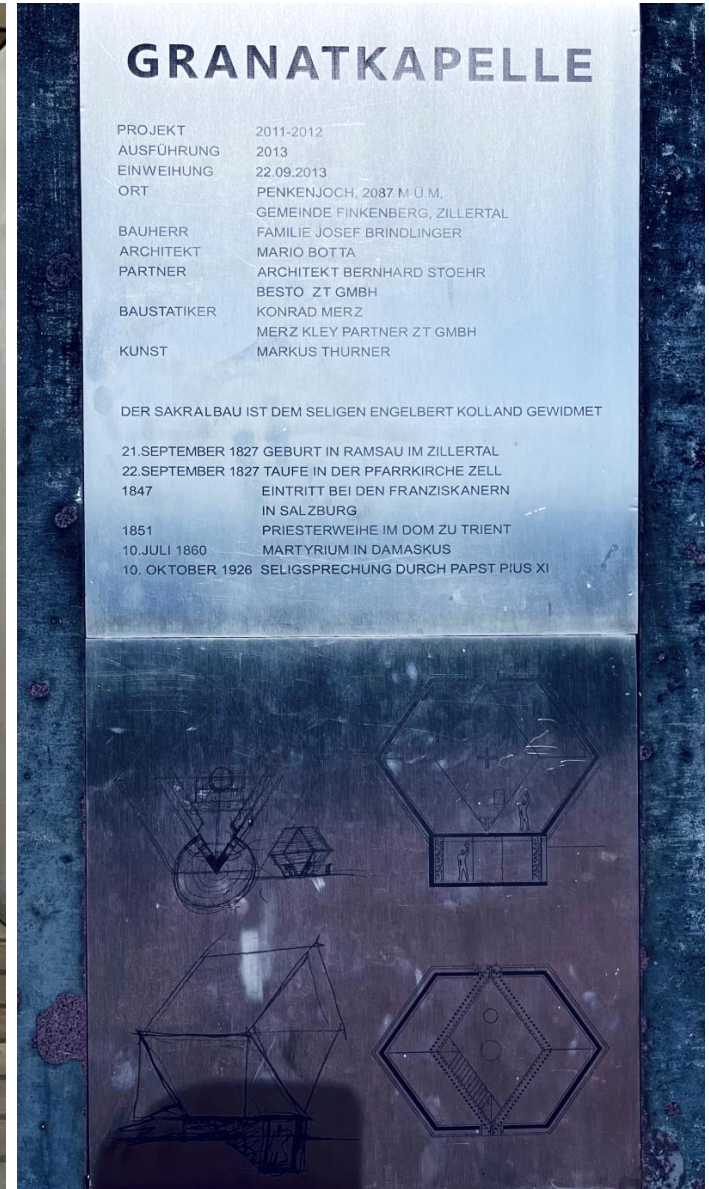 GRANATKAPELLE
PROJEKT 2011-2012
AUSFÜHRUNG 2013
EINWEIHUNG 22.09.2013
ORT PENKENJOCH, 2087 M Ü.M,
GEMEINDE FINKENBERG, ZILLERTAL
BAUHERR FAMILIE JOSEF BRINDLINGER
ARCHITEKT MARIO BOTTA
PARTNER ARCHITEKT BERNHARD STOEHR
BESTO ZT GMBH
BAUSTATIKER KONRAD MERZ
MERZ KLEY PARTNER ZT GMBH
KUNST MARKUS THURNER
DER SAKRALBAU IST DEM SELIGEN ENGELBERT KOLLAND GEWIDMET
21.SEPTEMBER 1827 GEBURT IN RAMSAU IM ZILLERTAL
22.SEPTEMBER 1827 TAUFE IN DER PFARRKIRCHE ZELL
1847 EINTRITT BEI DEN FRANZISKANERN
IN SALZBURG
1851 PRIESTERWEIHE IM DOM ZU TRIENT
10.JULI 1860 MARTYRIUM IN DAMASKUS
10. OKTOBER 1926 SELIGSPRECHUNG DURCH PAPST PIUS XI